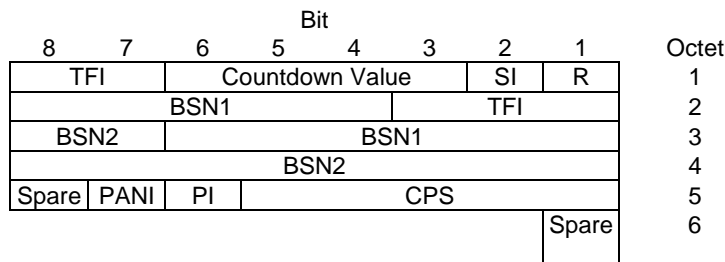 Bit
8 7 6 5 4 3 2 1 Octet
TFI Countdown Value SI R 1
BSN1 TFI 2
BSN2 BSN1 3
BSN2 4
Spare PANI PI CPS 5
Spare 6